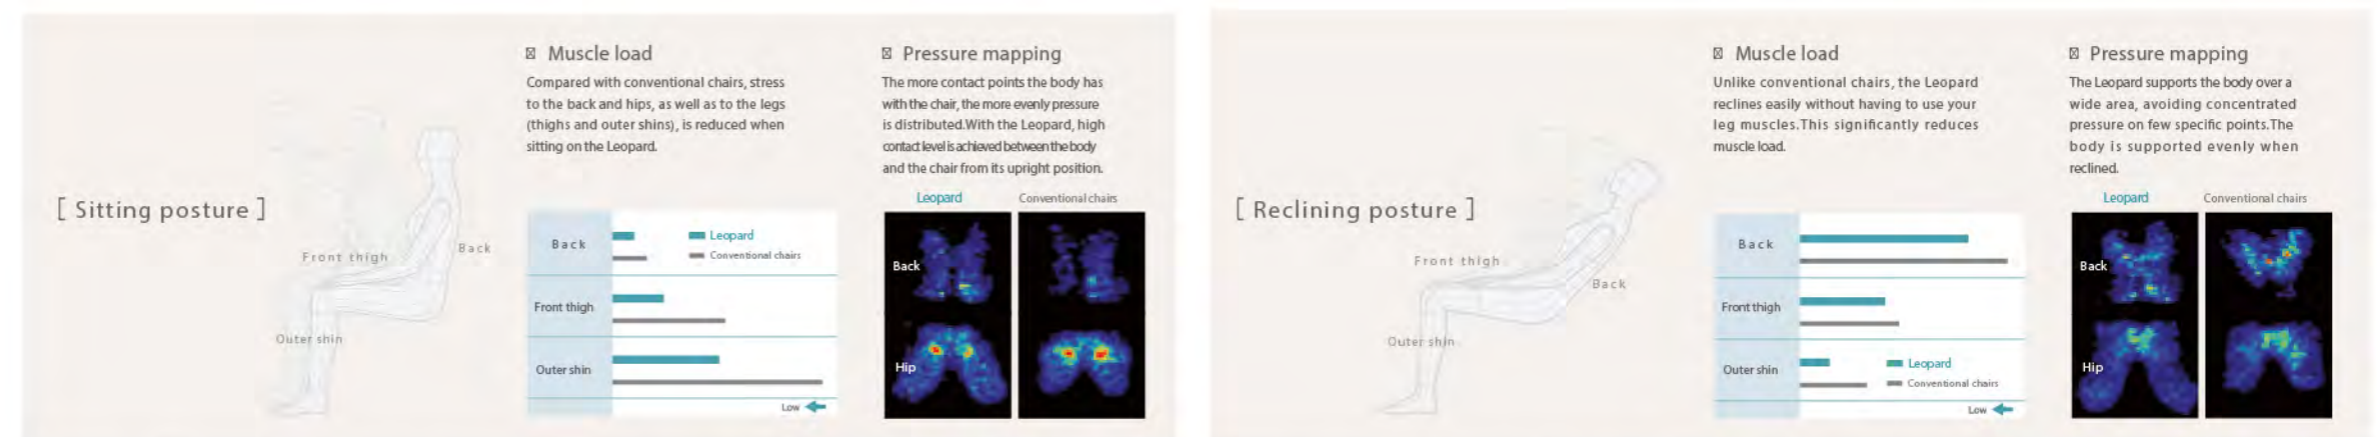 [ Sitting posture ]
Front thigh
Back
Outer shin
Muscle load
Compared with conventional chairs, stress
to the back and hips, as well as to the legs
(thighs and outer shins), is reduced when
sitting on the Leopard.
Back
Leopard
Conventional chairs
Front thigh
Outer shin
Low
Pressure mapping
The more contact points the body has
with the chair, the more evenly pressure
is distributed.With the Leopard, high
contact level is achieved between the body
and the chair from its upright position.
Leopard
Conventional chairs
Back
Hip
[ Reclining posture ]
Front thigh
Back
Outer shin
Muscle load
Unlike conventional chairs, the Leopard
reclines easily without having to use your
leg muscles.This significantly reduces
muscle load.
Back
Front thigh
Outer shin
Leopard
Conventional chairs
Low
Pressure mapping
The Leopard supports the body over a
wide area, avoiding concentrated
pressure on few specific points.The
body is supported evenly when
reclined.
Leopard
Conventional chairs
Back
Hip